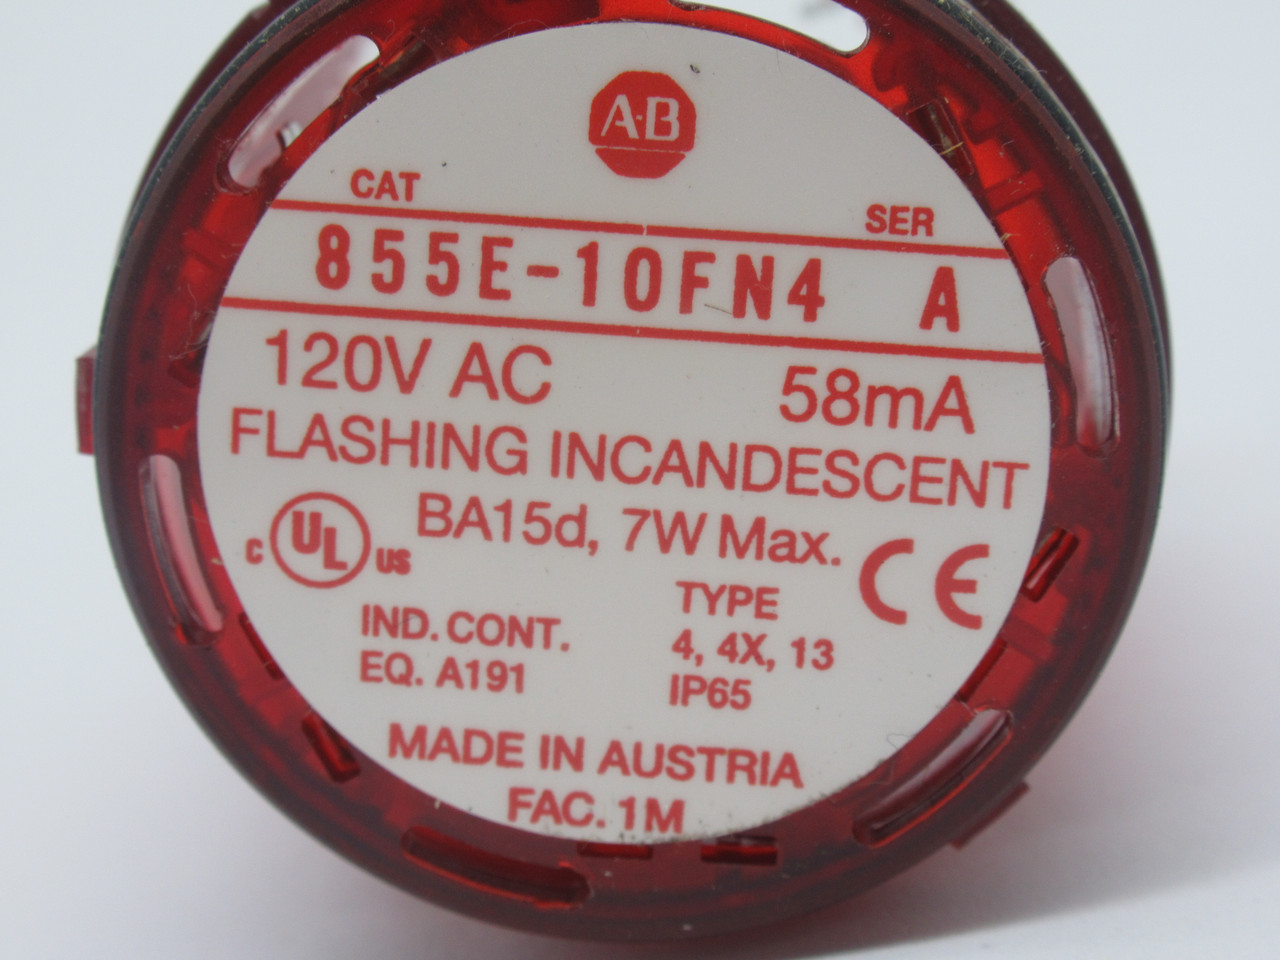 A·B
CAT SER
855E-10FN4 A
120V AC 58mA
FLASHING INCANDESCENT
BA15d, 7W Max.
C UL US CE
IND. CONT. TYPE
EQ. A191 4, 4X, 13
IP65
MADE IN AUSTRIA
FAC. 1M